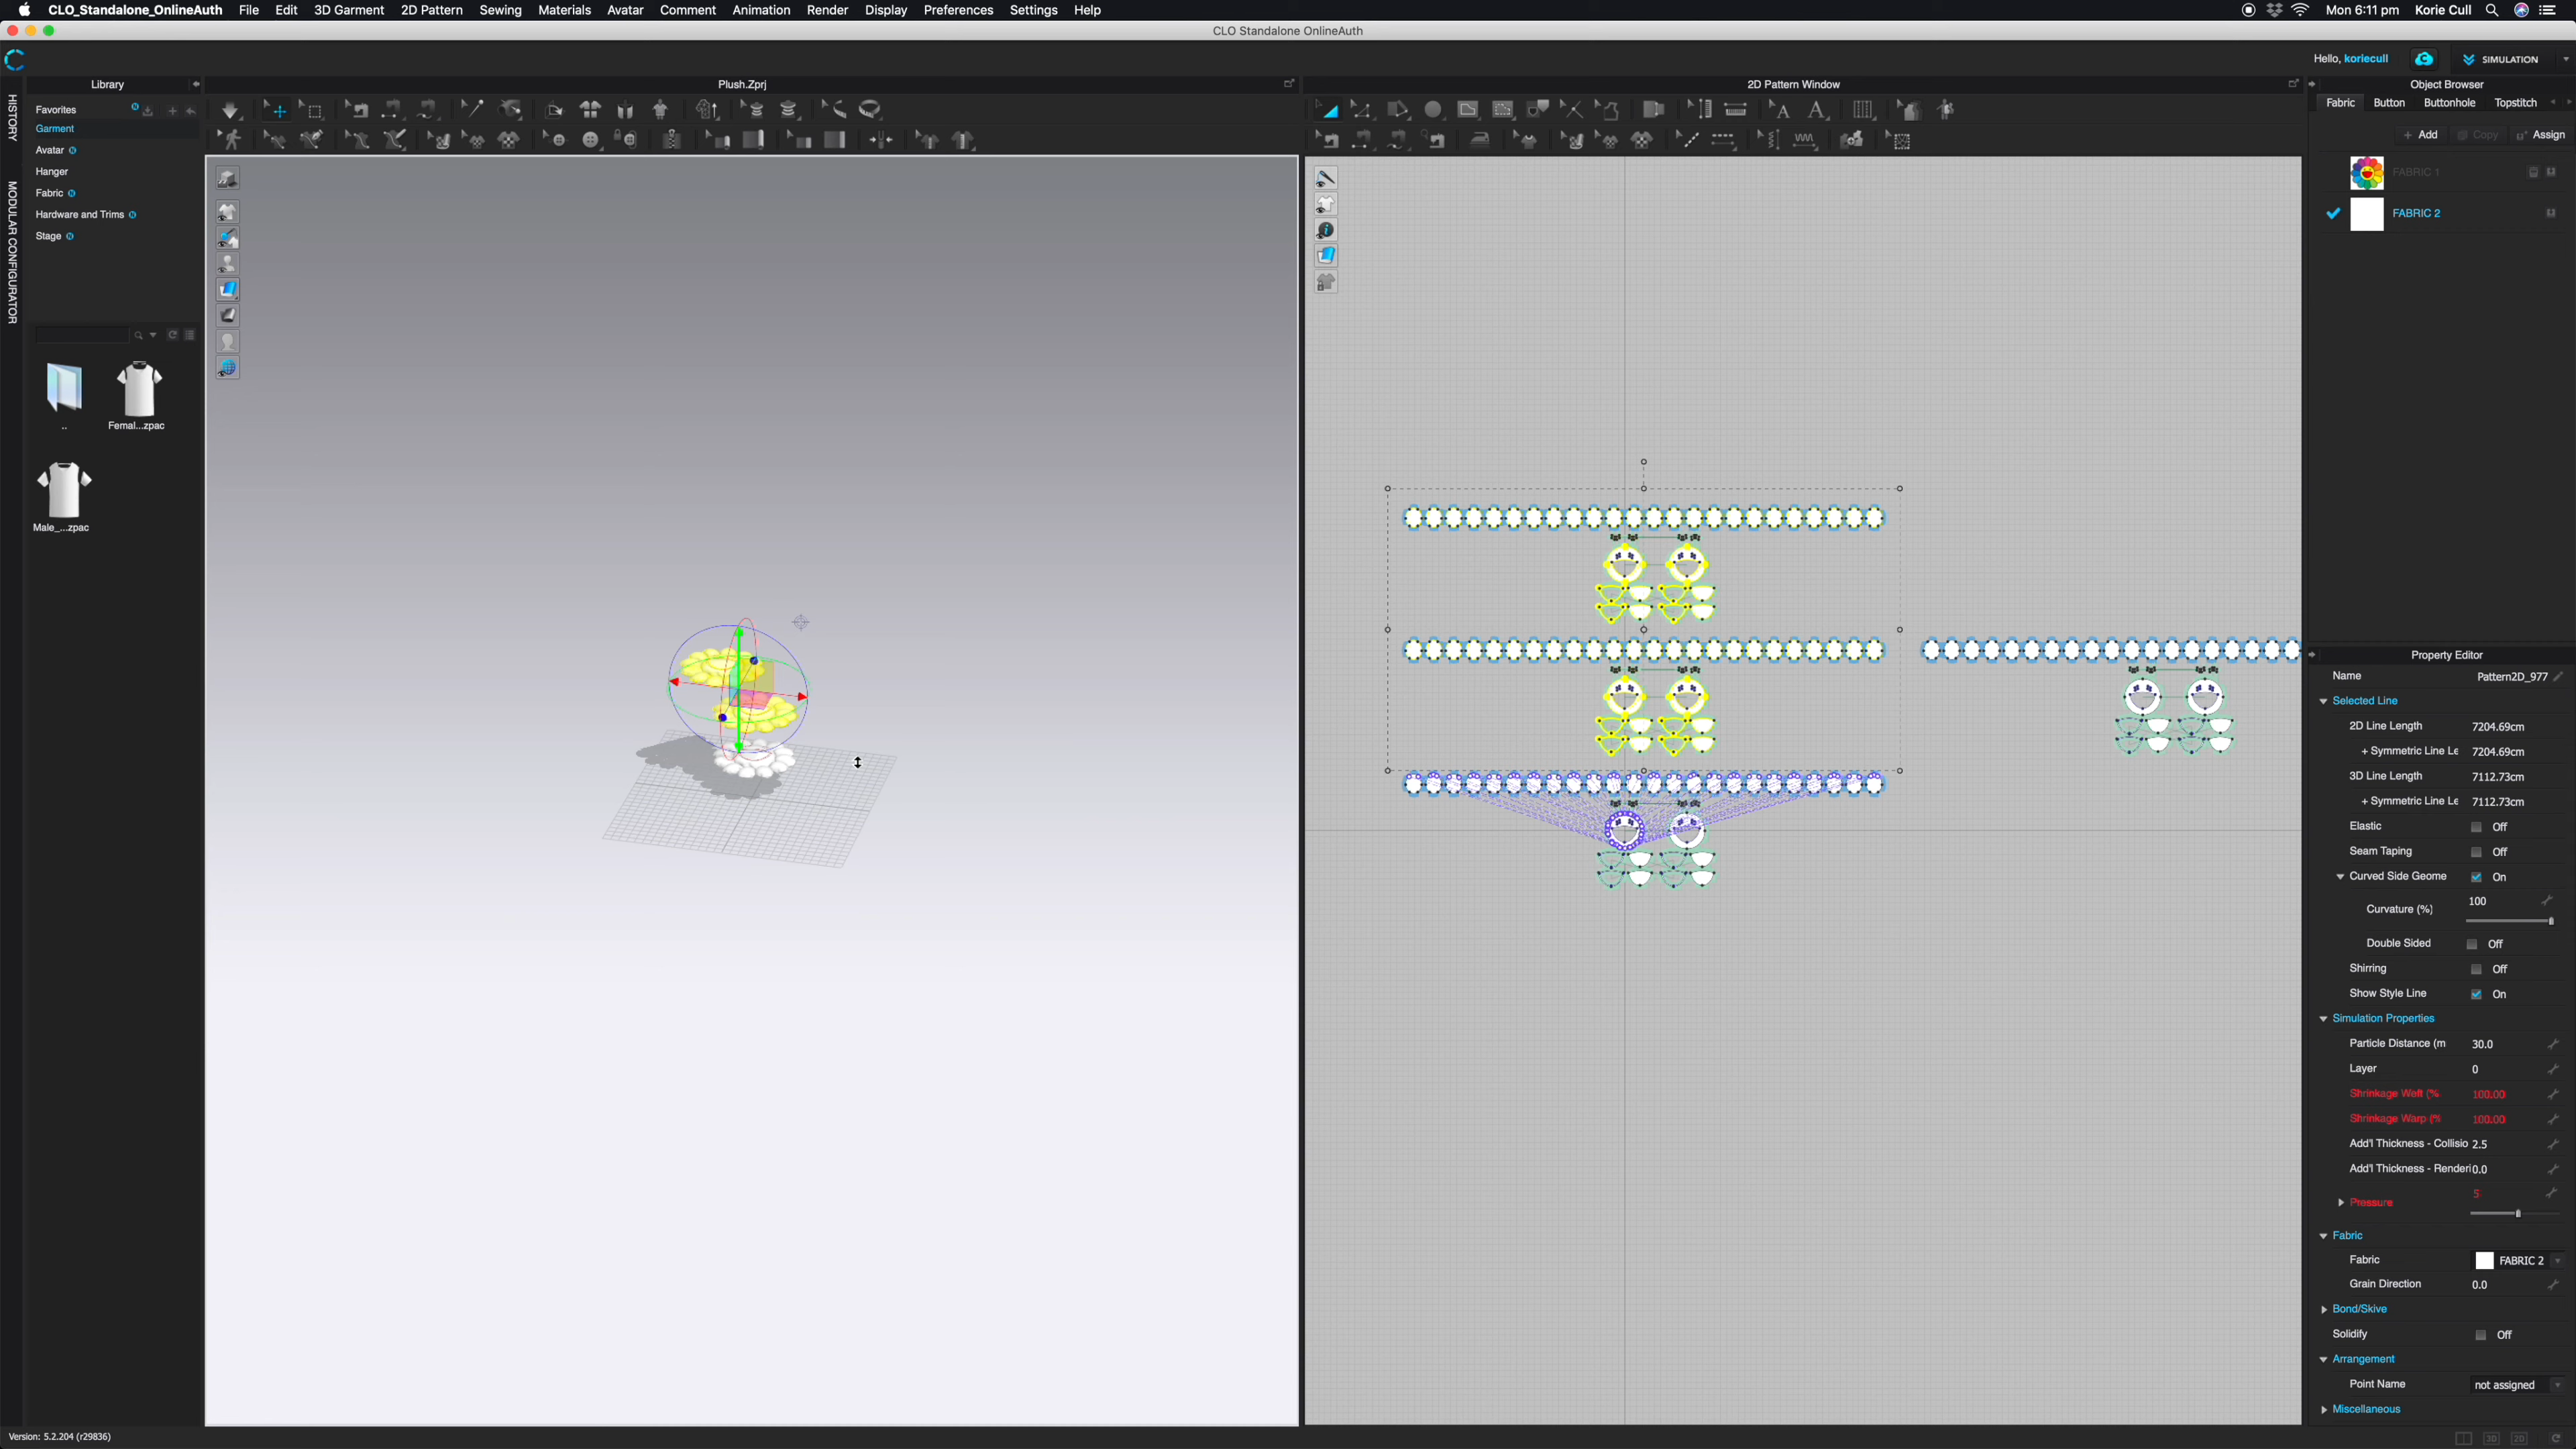 CLO_Standalone_OnlineAuth File Edit 3D Garment 2D Pattern Sewing Materials Avatar Comment Animation Render Display Preferences Settings Help Mon 6:11 pm Korie Cull
CLO Standalone OnlineAuth
Hello, koriecull SIMULATION
Library Plush.Zprj 2D Pattern Window Object Browser
HISTORY
MODULAR CONFIGURATOR
Favorites
Garment
Avatar
Hanger
Fabric
Hardware and Trims
Stage
..
Femal...zpac
Male_...zpac
Fabric Button Buttonhole Topstitch
+ Add Copy Assign
FABRIC 1
FABRIC 2
Property Editor
Name Pattern2D_977
Selected Line
2D Line Length 7204.69cm
+ Symmetric Line Le 7204.69cm
3D Line Length 7112.73cm
+ Symmetric Line Le 7112.73cm
Elastic Off
Seam Taping Off
Curved Side Geome On
Curvature (%) 100
Double Sided Off
Shirring Off
Show Style Line On
Simulation Properties
Particle Distance (m 30.0
Layer 0
Shrinkage Weft (% 100.00
Shrinkage Warp (% 100.00
Add'l Thickness - Collisio 2.5
Add'l Thickness - Renderi 0.0
Pressure 5
Fabric
Fabric FABRIC 2
Grain Direction 0.0
Bond/Skive
Solidify Off
Arrangement
Point Name not assigned
Miscellaneous
Version: 5.2.204 (r29836) 3D 2D